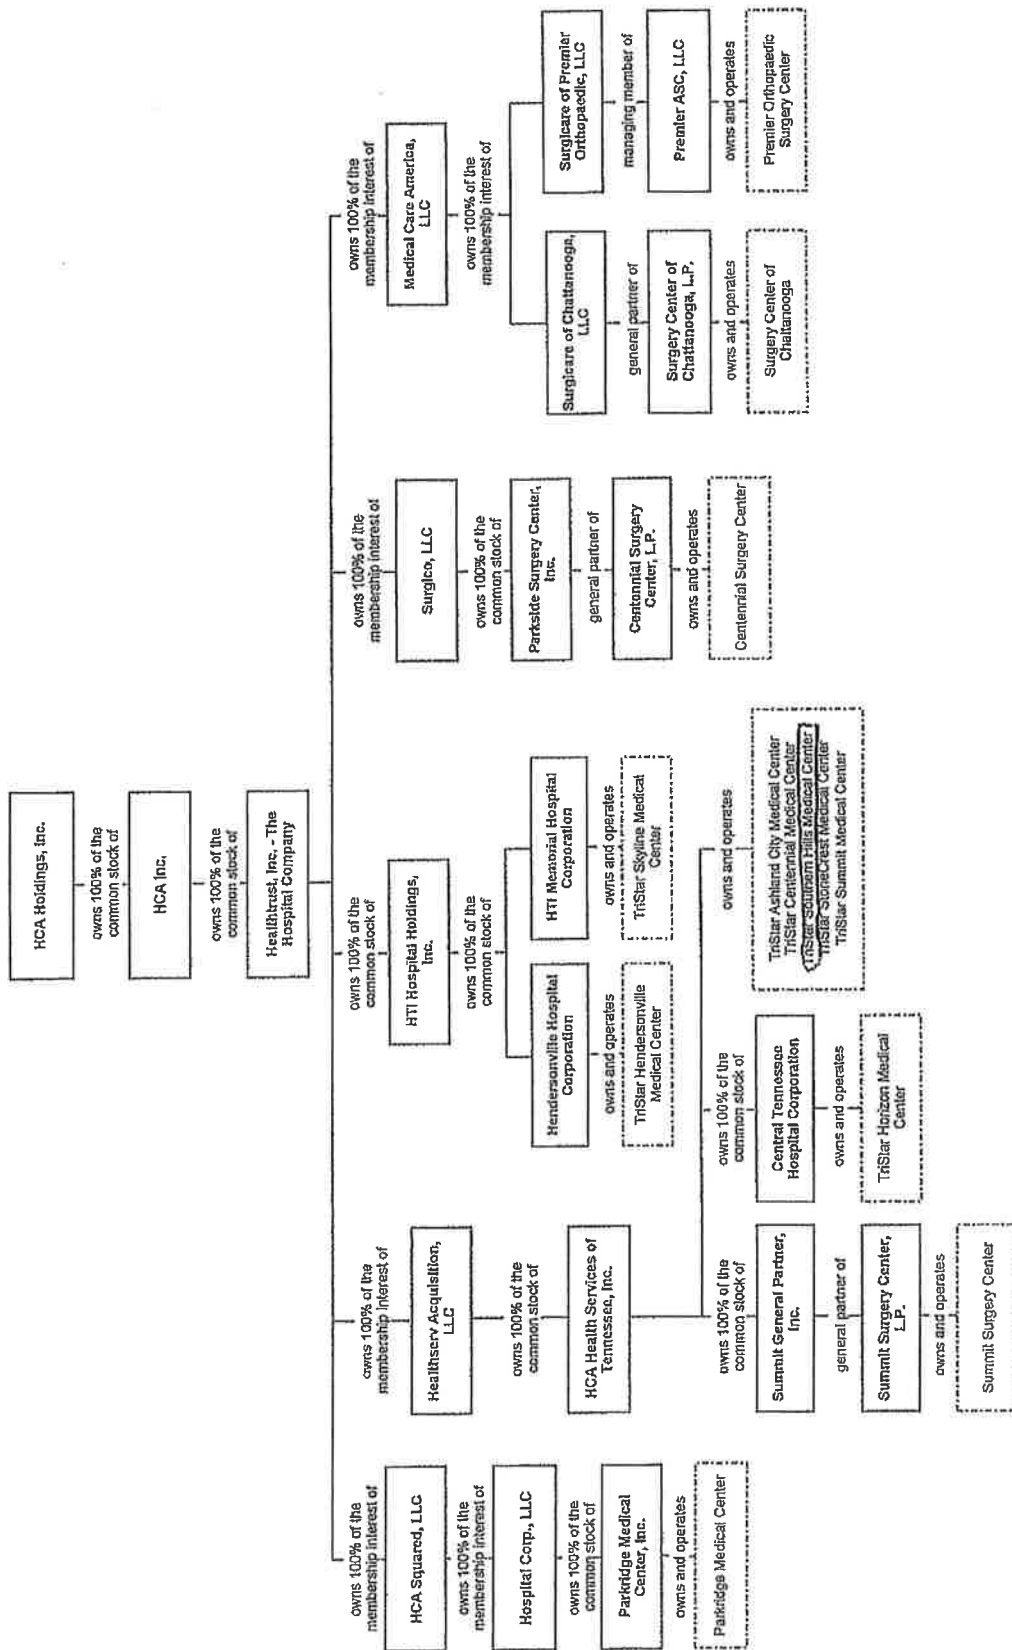 HCA Holdings, Inc.
owns 100% of the
common stock of
HCA Inc.
owns 100% of the
common stock of
Healthtrust, Inc. - The
Hospital Company
owns 100% of the
membership interest of
HCA Squared, LLC
owns 100% of the
membership interest of
Hospital Corp., LLC
owns 100% of the
common stock of
Parkridge Medical
Center, Inc.
owns and operates
Parkridge Medical Center
owns 100% of the
membership interest of
Healthserv Acquisition,
LLC
owns 100% of the
common stock of
HCA Health Services of
Tennessee, Inc.
owns 100% of the
common stock of
Summit General Partner,
Inc.
general partner of
Summit Surgery Center,
L.P.
owns and operates
Summit Surgery Center
owns 100% of the
common stock of
Central Tennessee
Hospital Corporation
owns and operates
TriStar Horizon Medical
Center
owns and operates
TriStar Ashland City Medical Center
TriStar Centennial Medical Center
TriStar Southern Hills Medical Center
TriStar StoneCrest Medical Center
TriStar Summit Medical Center
owns 100% of the
common stock of
HTI Hospital Holdings,
Inc.
owns 100% of the
common stock of
Hendersonville Hospital
Corporation
owns and operates
TriStar Hendersonville
Medical Center
HTI Memorial Hospital
Corporation
owns and operates
TriStar Skyline Medical
Center
owns 100% of the
membership interest of
Surgico, LLC
owns 100% of the
common stock of
Parkside Surgery Center,
Inc.
general partner of
Centennial Surgery
Center, L.P.
owns and operates
Centennial Surgery Center
owns 100% of the
membership interest of
Medical Care America,
LLC
owns 100% of the
membership interest of
Surgicare of Chattanooga,
LLC
general partner of
Surgery Center of
Chattanooga, L.P.
owns and operates
Surgery Center of
Chattanooga
Surgicare of Premier
Orthopaedic, LLC
managing member of
Premier ASC, LLC
owns and operates
Premier Orthopaedic
Surgery Center